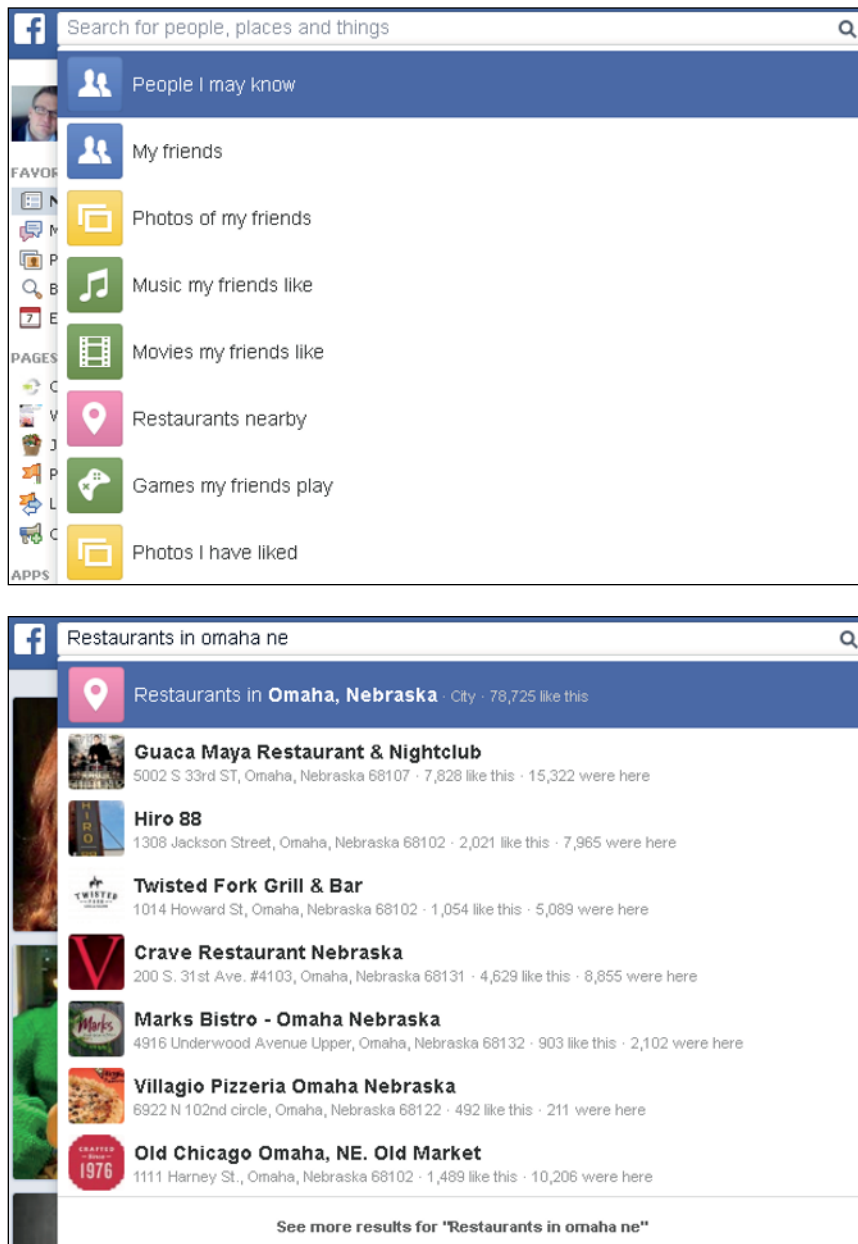 f Search for people, places and things
People I may know
My friends
FAVOR
N
Photos of my friends
M
P
B
Music my friends like
7 E
Movies my friends like
PAGES
C
V
Restaurants nearby
J
P
Games my friends play
L
C
Photos I have liked
APPS
f Restaurants in omaha ne
Restaurants in Omaha, Nebraska · City · 78,725 like this
Guaca Maya Restaurant & Nightclub
5002 S 33rd ST, Omaha, Nebraska 68107 · 7,828 like this · 15,322 were here
HIRO
Hiro 88
1308 Jackson Street, Omaha, Nebraska 68102 · 2,021 like this · 7,965 were here
TWISTED
Twisted Fork Grill & Bar
1014 Howard St, Omaha, Nebraska 68102 · 1,054 like this · 5,089 were here
V
Crave Restaurant Nebraska
200 S. 31st Ave. #4103, Omaha, Nebraska 68131 · 4,629 like this · 8,855 were here
Marks
Marks Bistro - Omaha Nebraska
4916 Underwood Avenue Upper, Omaha, Nebraska 68132 · 903 like this · 2,102 were here
Villagio Pizzeria Omaha Nebraska
6922 N 102nd circle, Omaha, Nebraska 68122 · 492 like this · 211 were here
CRAFTED
Since
1976
Old Chicago Omaha, NE. Old Market
1111 Harney St., Omaha, Nebraska 68102 · 1,489 like this · 10,206 were here
See more results for "Restaurants in omaha ne"